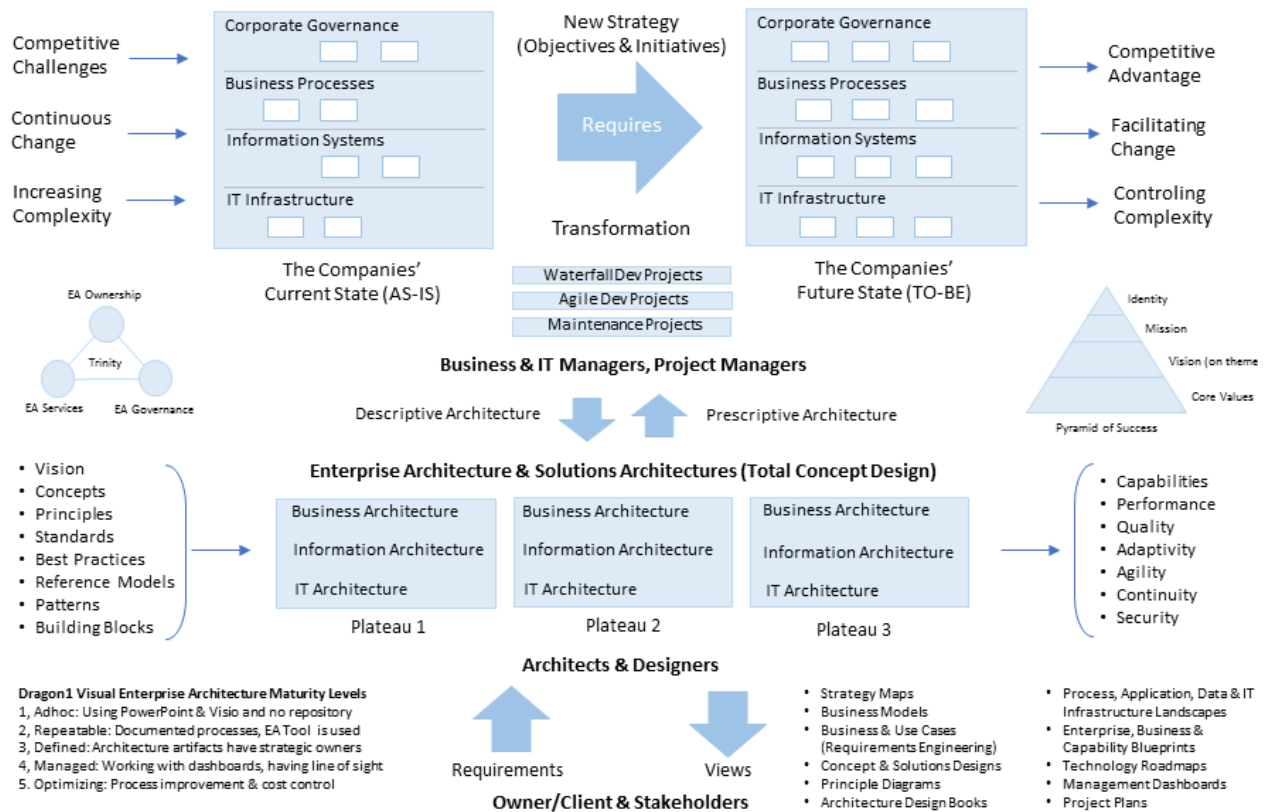 Competitive
Challenges
Continuous
Change
Increasing
Complexity
Corporate Governance
Business Processes
Information Systems
IT Infrastructure
The Companies'
Current State (AS-IS)
New Strategy
(Objectives & Initiatives)
Requires
Transformation
Waterfall Dev Projects
Agile Dev Projects
Maintenance Projects
Corporate Governance
Business Processes
Information Systems
IT Infrastructure
The Companies'
Future State (TO-BE)
Competitive
Advantage
Facilitating
Change
Controling
Complexity
EA Ownership
Trinity
EA Services
EA Governance
Business & IT Managers, Project Managers
Descriptive Architecture
Prescriptive Architecture
Identity
Mission
Vision (on theme
Core Values
Pyramid of Success
Enterprise Architecture & Solutions Architectures (Total Concept Design)
• Vision
• Concepts
• Principles
• Standards
• Best Practices
• Reference Models
• Patterns
• Building Blocks
Business Architecture
Information Architecture
IT Architecture
Plateau 1
Business Architecture
Information Architecture
IT Architecture
Plateau 2
Business Architecture
Information Architecture
IT Architecture
Plateau 3
• Capabilities
• Performance
• Quality
• Adaptivity
• Agility
• Continuity
• Security
Architects & Designers
Dragon1 Visual Enterprise Architecture Maturity Levels
1, Adhoc: Using PowerPoint & Visio and no repository
2, Repeatable: Documented processes, EA Tool is used
3, Defined: Architecture artifacts have strategic owners
4, Managed: Working with dashboards, having line of sight
5. Optimizing: Process improvement & cost control
Requirements
Views
Owner/Client & Stakeholders
• Strategy Maps
• Business Models
• Business & Use Cases
(Requirements Engineering)
• Concept & Solutions Designs
• Principle Diagrams
• Architecture Design Books
• Process, Application, Data & IT
Infrastructure Landscapes
• Enterprise, Business &
Capability Blueprints
• Technology Roadmaps
• Management Dashboards
• Project Plans